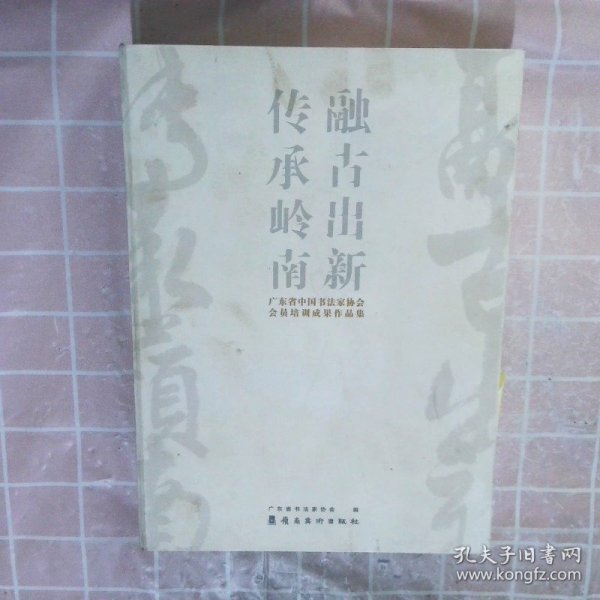 融古出新
传承岭南
广东省中国书法家协会
会员培训成果作品集
广东省书法家协会 编
岭南美术出版社
孔夫子旧书网
www.kongfz.com